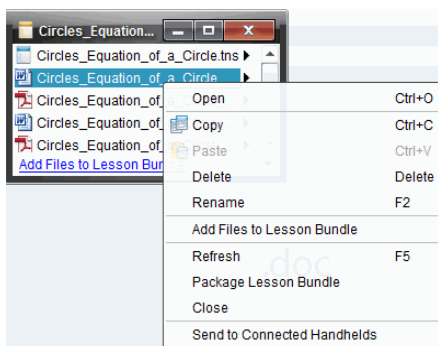 Circles_Equation...
Circles_Equation_of_a_Circle.tns
Circles_Equation_of_a_Circle
Circles_Equation_of_
Circles_Equation_of_
Circles_Equation_of_
Add Files to Lesson Bun
Open Ctrl+O
Copy Ctrl+C
Paste Ctrl+V
Delete Delete
Rename F2
Add Files to Lesson Bundle
Refresh F5
.doc
Package Lesson Bundle
Close
Send to Connected Handhelds